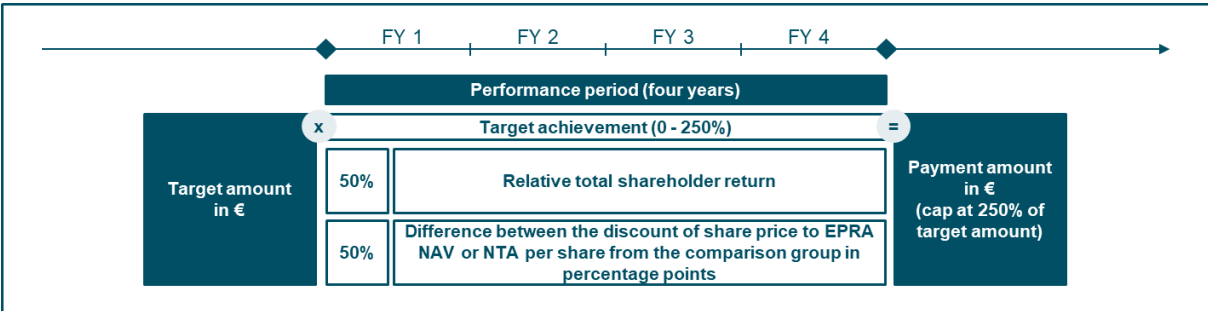 FY 1 FY 2 FY 3 FY 4
Performance period (four years)
x Target achievement (0 - 250%) =
Target amount
in €
50% Relative total shareholder return
50% Difference between the discount of share price to EPRA
NAV or NTA per share from the comparison group in
percentage points
Payment amount
in €
(cap at 250% of
target amount)